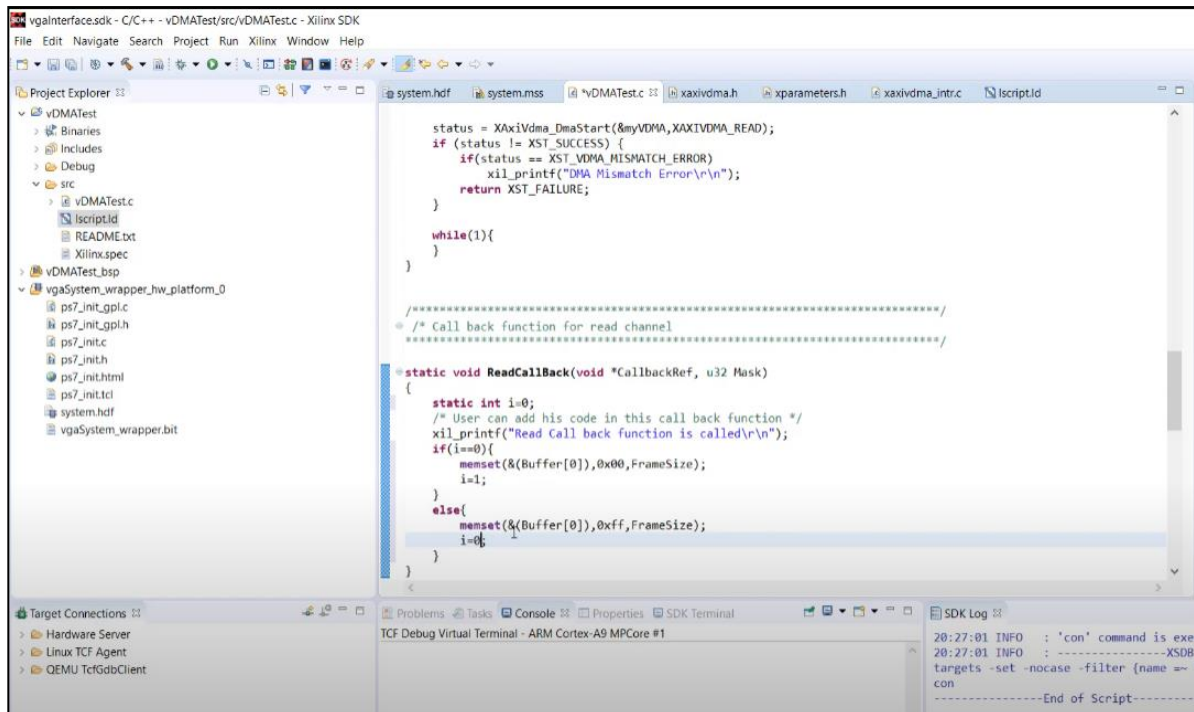 SDK vgaInterface.sdk - C/C++ - vDMATest/src/vDMATest.c - Xilinx SDK
File Edit Navigate Search Project Run Xilinx Window Help
Project Explorer
vDMATest
Binaries
Includes
Debug
src
vDMATest.c
lscript.ld
README.txt
Xilinx.spec
vDMATest_bsp
vgaSystem_wrapper_hw_platform_0
ps7_init_gpl.c
ps7_init_gpl.h
ps7_init.c
ps7_init.h
ps7_init.html
ps7_init.tcl
system.hdf
vgaSystem_wrapper.bit
system.hdf system.mss *vDMATest.c xaxivdma.h xparameters.h xaxivdma_intr.c lscript.ld
status = XAxiVdma_DmaStart(&myVDMA,XAXIVDMA_READ);
if (status != XST_SUCCESS) {
if(status == XST_VDMA_MISMATCH_ERROR)
xil_printf("DMA Mismatch Error\r\n");
return XST_FAILURE;
}
while(1){
}
}
/*****************************************************************************/
/* Call back function for read channel
******************************************************************************/
static void ReadCallBack(void *CallbackRef, u32 Mask)
{
static int i=0;
/* User can add his code in this call back function */
xil_printf("Read Call back function is called\r\n");
if(i==0){
memset(&(Buffer[0]),0x00,FrameSize);
i=1;
}
else{
memset(&(Buffer[0]),0xff,FrameSize);
i=0;
}
}
Target Connections
Hardware Server
Linux TCF Agent
QEMU TcfGdbClient
Problems Tasks Console Properties SDK Terminal
TCF Debug Virtual Terminal - ARM Cortex-A9 MPCore #1
SDK Log
20:27:01 INFO : 'con' command is exe
20:27:01 INFO : ----------------XSDB
targets -set -nocase -filter {name =~
con
----------------End of Script---------